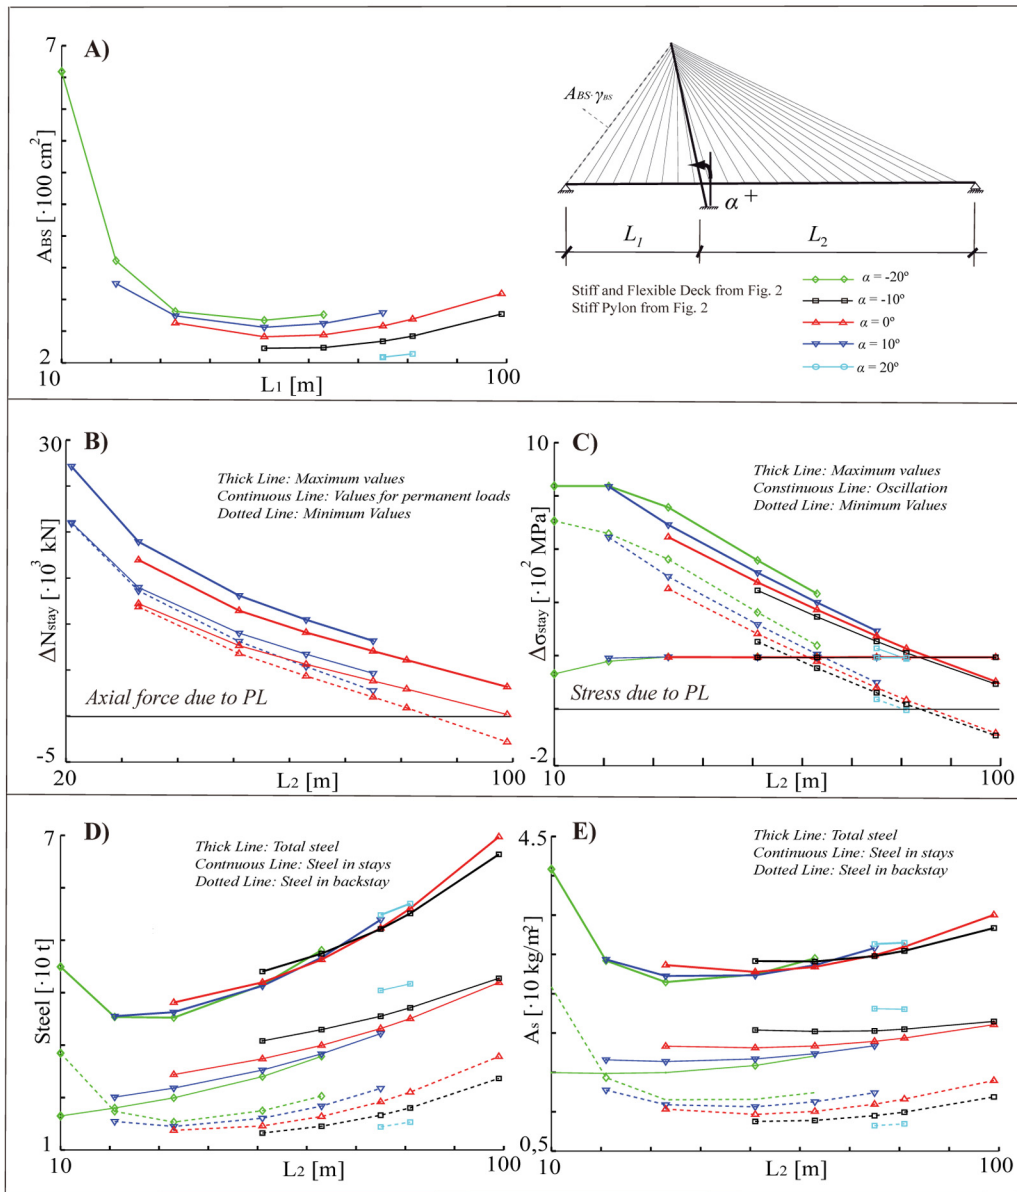 A)
7
2
A_BS [·100 cm²]
10
L₁ [m]
100
A_BS·γ_BS
α +
L₁
L₂
Stiff and Flexible Deck from Fig. 2
Stiff Pylon from Fig. 2
α = -20º
α = -10º
α = 0º
α = 10º
α = 20º
B)
30
-5
ΔN_stay [·10³ kN]
Thick Line: Maximum values
Continuous Line: Values for permanent loads
Dotted Line: Minimum Values
Axial force due to PL
20
L₂ [m]
100
C)
10
-2
Δσ_stay [·10² MPa]
Thick Line: Maximum values
Constinuous Line: Oscillation
Dotted Line: Minimum Values
Stress due to PL
10
L₂ [m]
100
D)
7
1
Steel [·10 t]
Thick Line: Total steel
Contnuous Line: Steel in stays
Dotted Line: Steel in backstay
10
L₂ [m]
100
E)
4.5
0,5
A_s [·10 kg/m²]
Thick Line: Total steel
Continuous Line: Steel in stays
Dotted Line: Steel in backstay
10
L₂ [m]
100